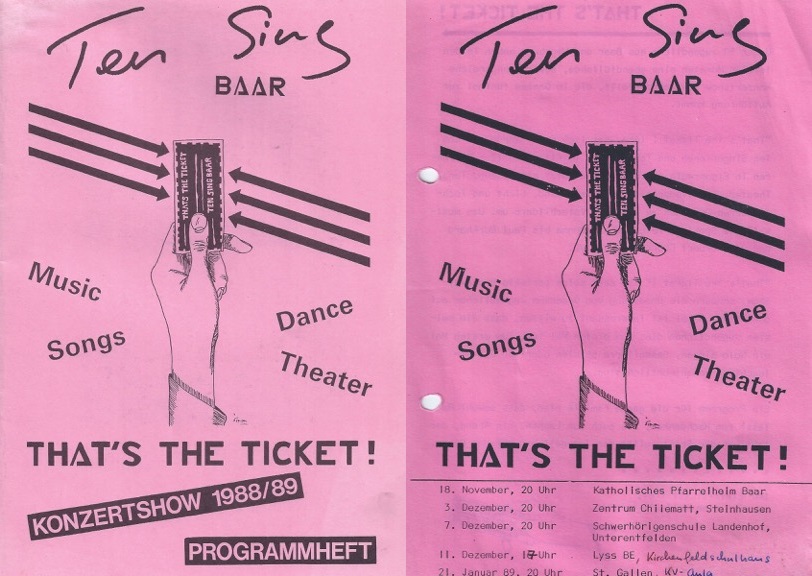 Ten Sing
BAAR
THATS THE TICKET
TEN SING BAAR
Music
Songs
Dance
Theater
THAT'S THE TICKET!
KONZERTSHOW 1988/89
PROGRAMMHEFT
Ten Sing
BAAR
THATS THE TICKET
TEN SING BAAR
Music
Songs
Dance
Theater
THAT'S THE TICKET!
18. November, 20 Uhr Katholisches Pfarreiheim Baar
3. Dezember, 20 Uhr Zentrum Chilematt, Steinhausen
7. Dezember, 20 Uhr Schwerhörigenschule Landenhof,
Unterentfelden
11. Dezember, 17 Uhr Lyss BE, Kirchenfeldschulhaus
21. Januar 89, 20 Uhr St. Gallen, KV-Aula